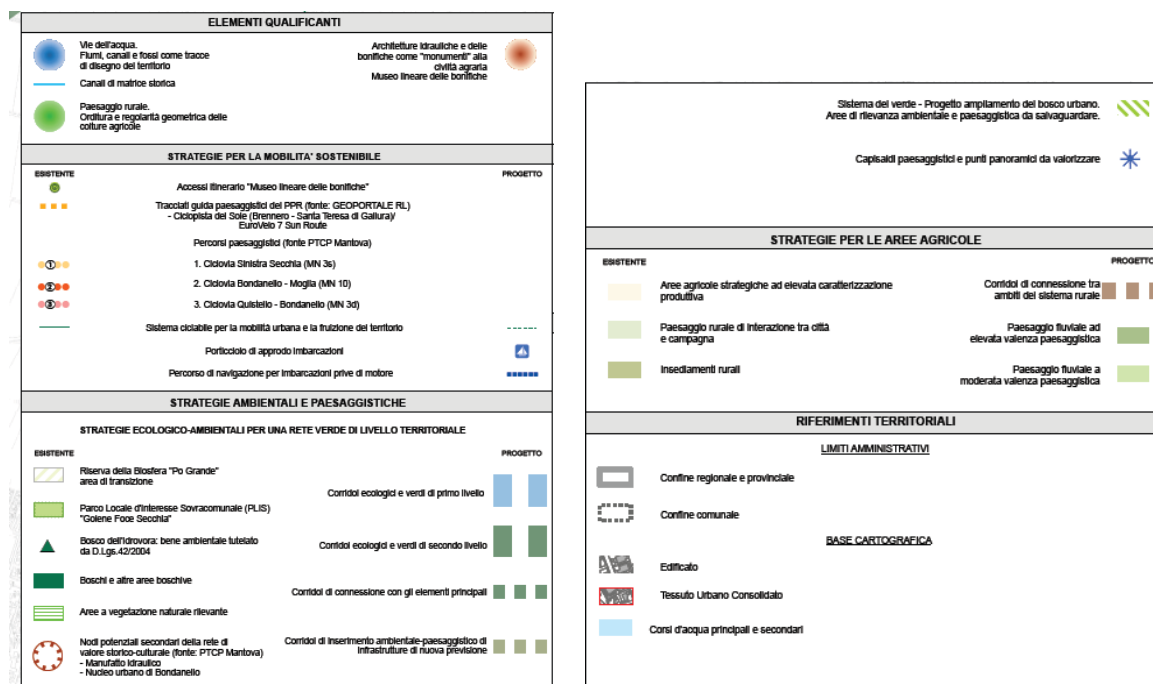 ELEMENTI QUALIFICANTI
Vie dell'acqua.
Fiumi, canali e fossi come tracce
di disegno del territorio
Canali di matrice storica
Paesaggio rurale.
Orditura e regolarità geometrica delle
colture agricole
Architetture idrauliche e delle
bonifiche come "monumenti" alla
civiltà agraria
Museo lineare delle bonifiche
STRATEGIE PER LA MOBILITA' SOSTENIBILE
ESISTENTE
PROGETTO
Accessi itinerario "Museo lineare delle bonifiche"
Tracciati guida paesaggistici del PPR (fonte: GEOPORTALE RL)
- Ciclopista del Sole (Brennero - Santa Teresa di Gallura)/
EuroVelo 7 Sun Route
Percorsi paesaggistici (fonte PTCP Mantova)
1 1. Ciclovia Sinistra Secchia (MN 3s)
2 2. Ciclovia Bondanello - Moglia (MN 10)
3 3. Ciclovia Quistello - Bondanello (MN 3d)
Sistema ciclabile per la mobilità urbana e la fruizione del territorio
Porticciolo di approdo imbarcazioni
Percorso di navigazione per imbarcazioni prive di motore
STRATEGIE AMBIENTALI E PAESAGGISTICHE
STRATEGIE ECOLOGICO-AMBIENTALI PER UNA RETE VERDE DI LIVELLO TERRITORIALE
ESISTENTE
PROGETTO
Riserva della Biosfera "Po Grande"
area di transizione
Parco Locale d'Interesse Sovracomunale (PLIS)
"Golene Foce Secchia"
Bosco dell'Idrovora: bene ambientale tutelato
da D.Lgs.42/2004
Boschi e altre aree boschive
Aree a vegetazione naturale rilevante
Nodi potenziali secondari della rete di
valore storico-culturale (fonte: PTCP Mantova)
- Manufatto idraulico
- Nucleo urbano di Bondanello
Corridoi ecologici e verdi di primo livello
Corridoi ecologici e verdi di secondo livello
Corridoi di connessione con gli elementi principali
Corridoi di inserimento ambientale-paesaggistico di
infrastrutture di nuova previsione
Sistema del verde - Progetto ampliamento del bosco urbano.
Aree di rilevanza ambientale e paesaggistica da salvaguardare.
Capisaldi paesaggistici e punti panoramici da valorizzare
STRATEGIE PER LE AREE AGRICOLE
ESISTENTE
PROGETTO
Aree agricole strategiche ad elevata caratterizzazione
produttiva
Paesaggio rurale di interazione tra città
e campagna
Insediamenti rurali
Corridoi di connessione tra
ambiti del sistema rurale
Paesaggio fluviale ad
elevata valenza paesaggistica
Paesaggio fluviale a
moderata valenza paesaggistica
RIFERIMENTI TERRITORIALI
LIMITI AMMINISTRATIVI
Confine regionale e provinciale
Confine comunale
BASE CARTOGRAFICA
Edificato
Tessuto Urbano Consolidato
Corsi d'acqua principali e secondari